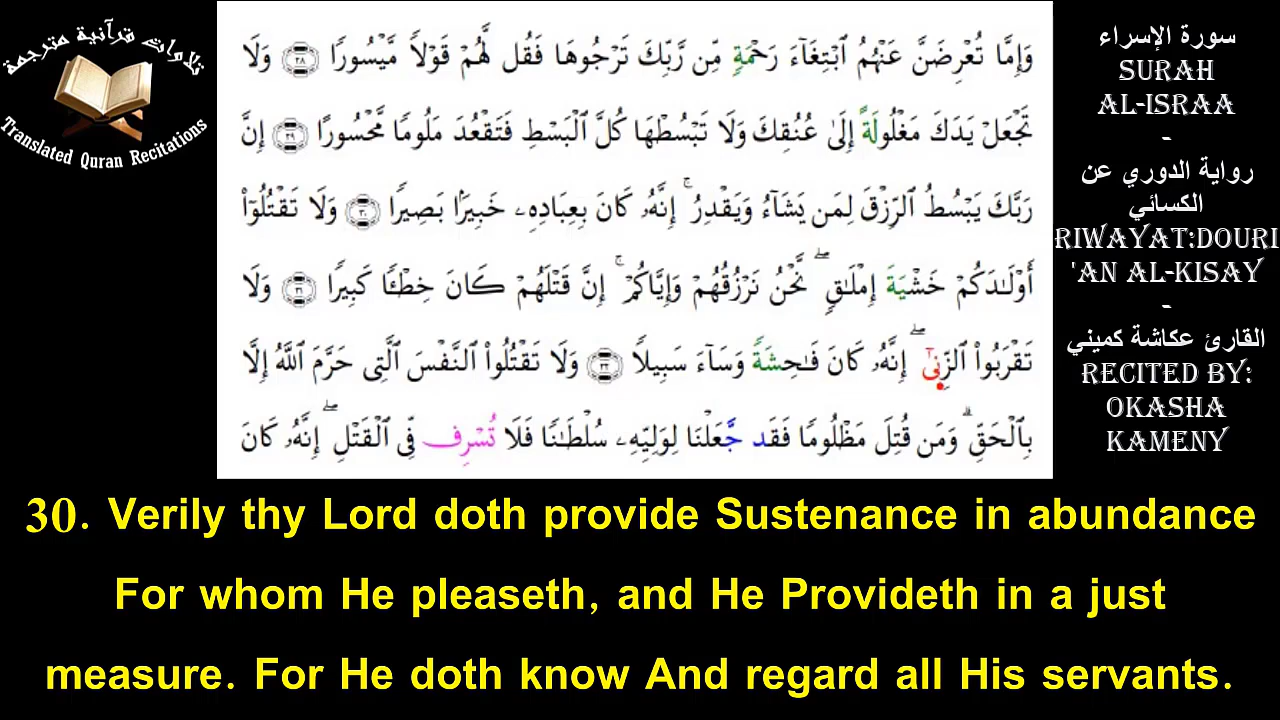 تلاوات قرآنية مترجمة
Translated Quran Recitations
وَإِمَّا تُعْرِضَنَّ عَنْهُمُ ٱبْتِغَآءَ رَحْمَةٍ مِّن رَّبِّكَ تَرْجُوهَا فَقُل لَّهُمْ قَوْلًا مَّيْسُورًا ٢٨ وَلَا
تَجْعَلْ يَدَكَ مَغْلُولَةً إِلَىٰ عُنُقِكَ وَلَا تَبْسُطْهَا كُلَّ ٱلْبَسْطِ فَتَقْعُدَ مَلُومًا مَّحْسُورًا ٢٩ إِنَّ
رَبَّكَ يَبْسُطُ ٱلرِّزْقَ لِمَن يَشَآءُ وَيَقْدِرُ ۚ إِنَّهُۥ كَانَ بِعِبَادِهِۦ خَبِيرًۢا بَصِيرًا ٣٠ وَلَا تَقْتُلُوٓا۟
أَوْلَـٰدَكُمْ خَشْيَةَ إِمْلَـٰقٍ ۖ نَّحْنُ نَرْزُقُهُمْ وَإِيَّاكُمْ ۚ إِنَّ قَتْلَهُمْ كَانَ خِطْـًٔا كَبِيرًا ٣١ وَلَا
تَقْرَبُوا۟ ٱلزِّنَىٰٓ ۖ إِنَّهُۥ كَانَ فَـٰحِشَةً وَسَآءَ سَبِيلًا ٣٢ وَلَا تَقْتُلُوا۟ ٱلنَّفْسَ ٱلَّتِى حَرَّمَ ٱللَّهُ إِلَّا
بِٱلْحَقِّ ۗ وَمَن قُتِلَ مَظْلُومًا فَقَد جَّعَلْنَا لِوَلِيِّهِۦ سُلْطَـٰنًا فَلَا تُسْرِف فِّى ٱلْقَتْلِ ۖ إِنَّهُۥ كَانَ
سورة الإسراء
SURAH
AL-ISRAA
-
رواية الدوري عن
الكسائي
RIWAYAT:DOURI
'AN AL-KISAY
-
القارئ عكاشة كميني
RECITED BY:
OKASHA
KAMENY
30. Verily thy Lord doth provide Sustenance in abundance
For whom He pleaseth, and He Provideth in a just
measure. For He doth know And regard all His servants.